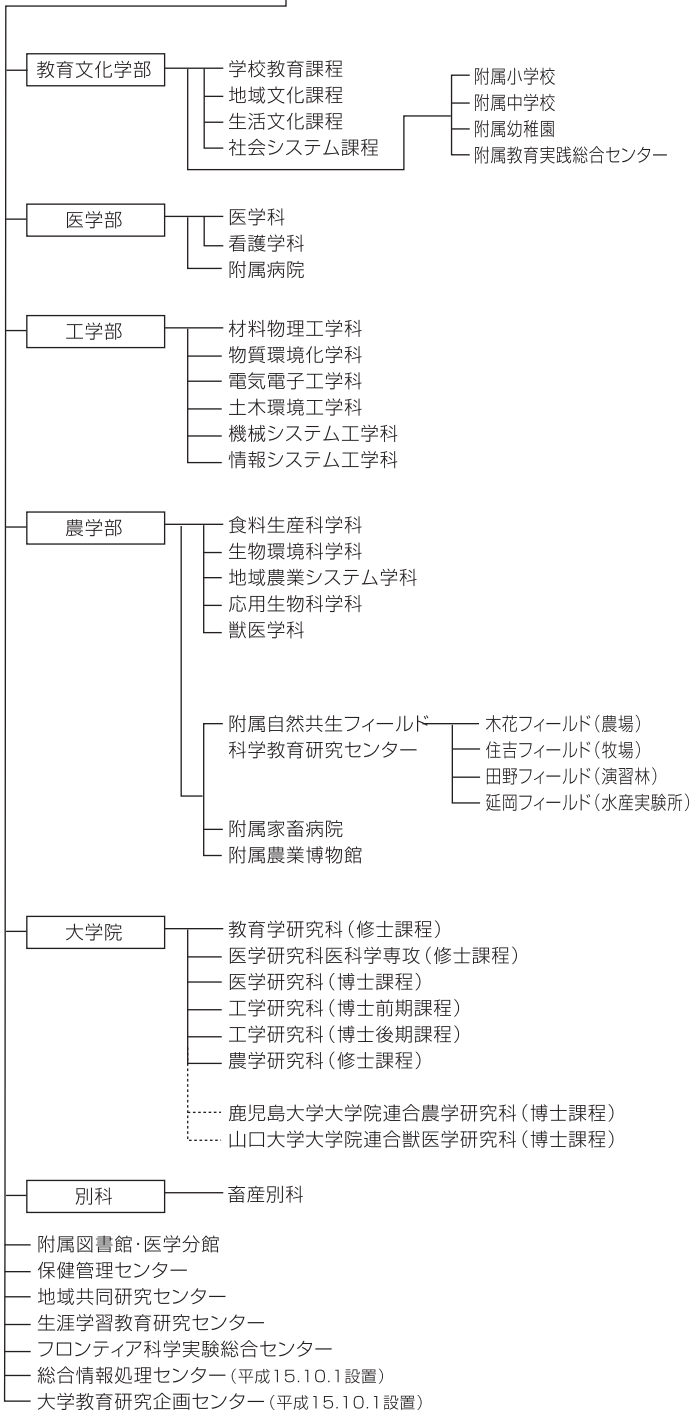 教育文化学部
学校教育課程
地域文化課程
生活文化課程
社会システム課程
附属小学校
附属中学校
附属幼稚園
附属教育実践総合センター
医学部
医学科
看護学科
附属病院
工学部
材料物理工学科
物質環境化学科
電気電子工学科
土木環境工学科
機械システム工学科
情報システム工学科
農学部
食料生産科学科
生物環境科学科
地域農業システム学科
応用生物科学科
獣医学科
附属自然共生フィールド
科学教育研究センター
木花フィールド（農場）
住吉フィールド（牧場）
田野フィールド（演習林）
延岡フィールド（水産実験所）
附属家畜病院
附属農業博物館
大学院
教育学研究科（修士課程）
医学研究科医科学専攻（修士課程）
医学研究科（博士課程）
工学研究科（博士前期課程）
工学研究科（博士後期課程）
農学研究科（修士課程）
鹿児島大学大学院連合農学研究科（博士課程）
山口大学大学院連合獣医学研究科（博士課程）
別科
畜産別科
附属図書館・医学分館
保健管理センター
地域共同研究センター
生涯学習教育研究センター
フロンティア科学実験総合センター
総合情報処理センター（平成15.10.1設置）
大学教育研究企画センター（平成15.10.1設置）